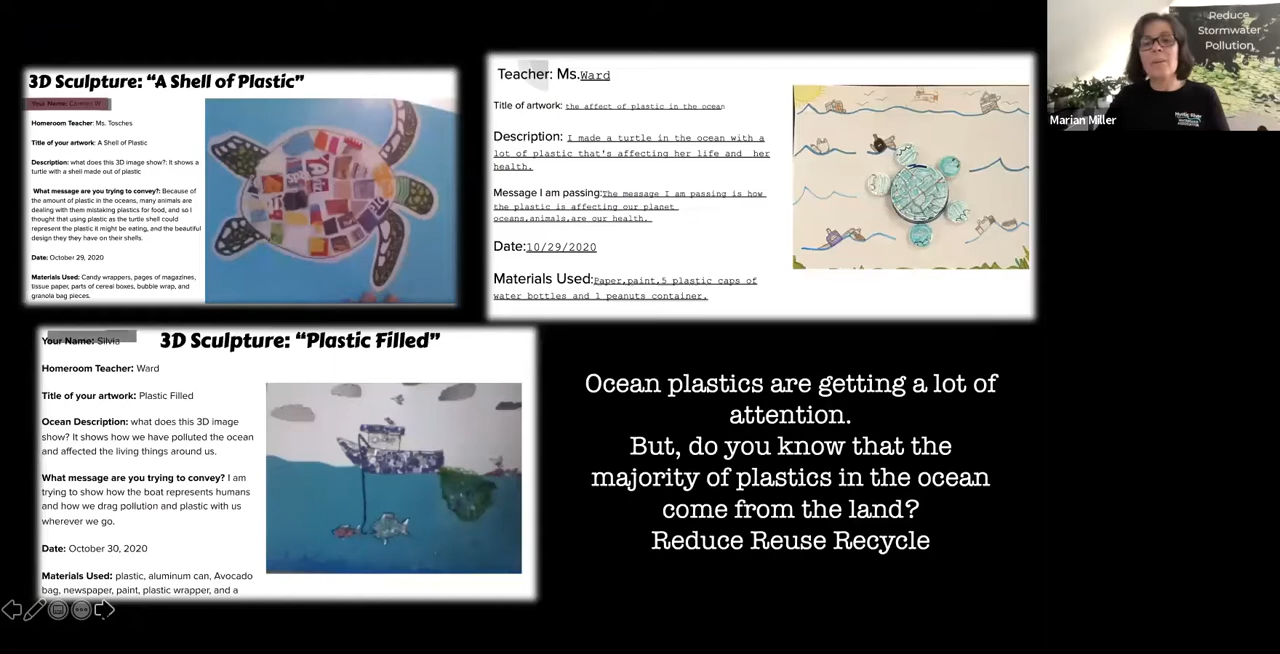 3D Sculpture: “A Shell of Plastic”
Your Name: Carmen W
Homeroom Teacher: Ms. Tosches
Title of your artwork: A Shell of Plastic
Description: what does this 3D image show?: It shows a
turtle with a shell made out of plastic
What message are you trying to convey?: Because of
the amount of plastic in the oceans, many animals are
dealing with them mistaking plastics for food, and so I
thought that using plastic as the turtle shell could
represent the plastic it might be eating, and the beautiful
design they they have on their shells.
Date: October 29, 2020
Materials Used: Candy wrappers, pages of magazines,
tissue paper, parts of cereal boxes, bubble wrap, and
granola bag pieces.
Teacher: Ms.Ward
Title of artwork: the affect of plastic in the ocean
Description: I made a turtle in the ocean with a
lot of plastic that's affecting her life and her
health.
Message I am passing:The message I am passing is how
the plastic is affecting our planet
oceans,animals,are our health.
Date:10/29/2020
Materials Used:Paper,paint,5 plastic caps of
water bottles and 1 peanuts container.
Reduce
Stormwater
Pollution
Marian Miller
Your Name: Silvia
3D Sculpture: “Plastic Filled”
Homeroom Teacher: Ward
Title of your artwork: Plastic Filled
Ocean Description: what does this 3D image
show? It shows how we have polluted the ocean
and affected the living things around us.
What message are you trying to convey? I am
trying to show how the boat represents humans
and how we drag pollution and plastic with us
wherever we go.
Date: October 30, 2020
Materials Used: plastic, aluminum can, Avocado
bag, newspaper, paint, plastic wrapper, and a
Ocean plastics are getting a lot of
attention.
But, do you know that the
majority of plastics in the ocean
come from the land?
Reduce Reuse Recycle